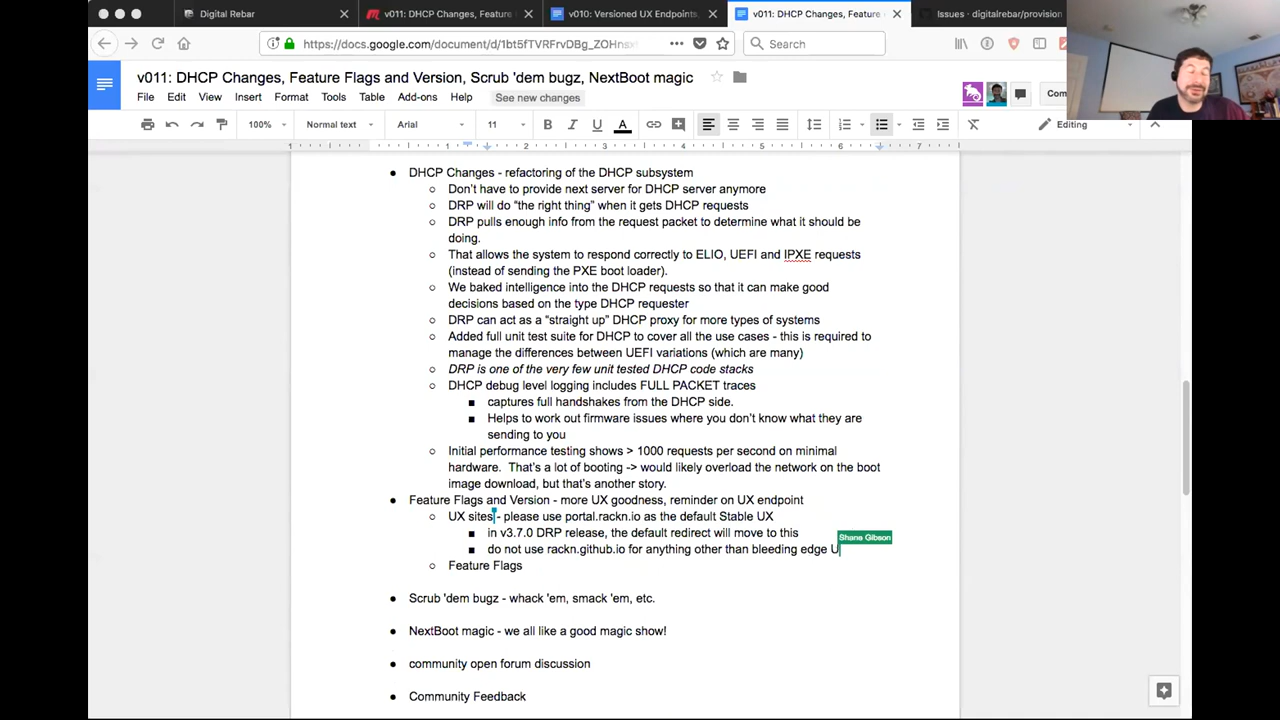 Digital Rebar
v011: DHCP Changes, Feature
v010: Versioned UX Endpoints,
v011: DHCP Changes, Feature
Issues · digitalrebar/provision
https://docs.google.com/document/d/1bt5fTVRFrvDBg_ZOHnsx
Search
v011: DHCP Changes, Feature Flags and Version, Scrub 'dem bugz, NextBoot magic
File Edit View Insert Format Tools Table Add-ons Help See new changes
100% Normal text Arial 11 B I U A Editing
1 1 2 3 4 5 6 7
DHCP Changes - refactoring of the DHCP subsystem
Don't have to provide next server for DHCP server anymore
DRP will do “the right thing” when it gets DHCP requests
DRP pulls enough info from the request packet to determine what it should be
doing.
That allows the system to respond correctly to ELIO, UEFI and IPXE requests
(instead of sending the PXE boot loader).
We baked intelligence into the DHCP requests so that it can make good
decisions based on the type DHCP requester
DRP can act as a “straight up” DHCP proxy for more types of systems
Added full unit test suite for DHCP to cover all the use cases - this is required to
manage the differences between UEFI variations (which are many)
DRP is one of the very few unit tested DHCP code stacks
DHCP debug level logging includes FULL PACKET traces
captures full handshakes from the DHCP side.
Helps to work out firmware issues where you don't know what they are
sending to you
Initial performance testing shows > 1000 requests per second on minimal
hardware. That's a lot of booting -> would likely overload the network on the boot
image download, but that's another story.
Feature Flags and Version - more UX goodness, reminder on UX endpoint
UX sites - please use portal.rackn.io as the default Stable UX
in v3.7.0 DRP release, the default redirect will move to this
Shane Gibson
do not use rackn.github.io for anything other than bleeding edge U
Feature Flags
Scrub 'dem bugz - whack 'em, smack 'em, etc.
NextBoot magic - we all like a good magic show!
community open forum discussion
Community Feedback